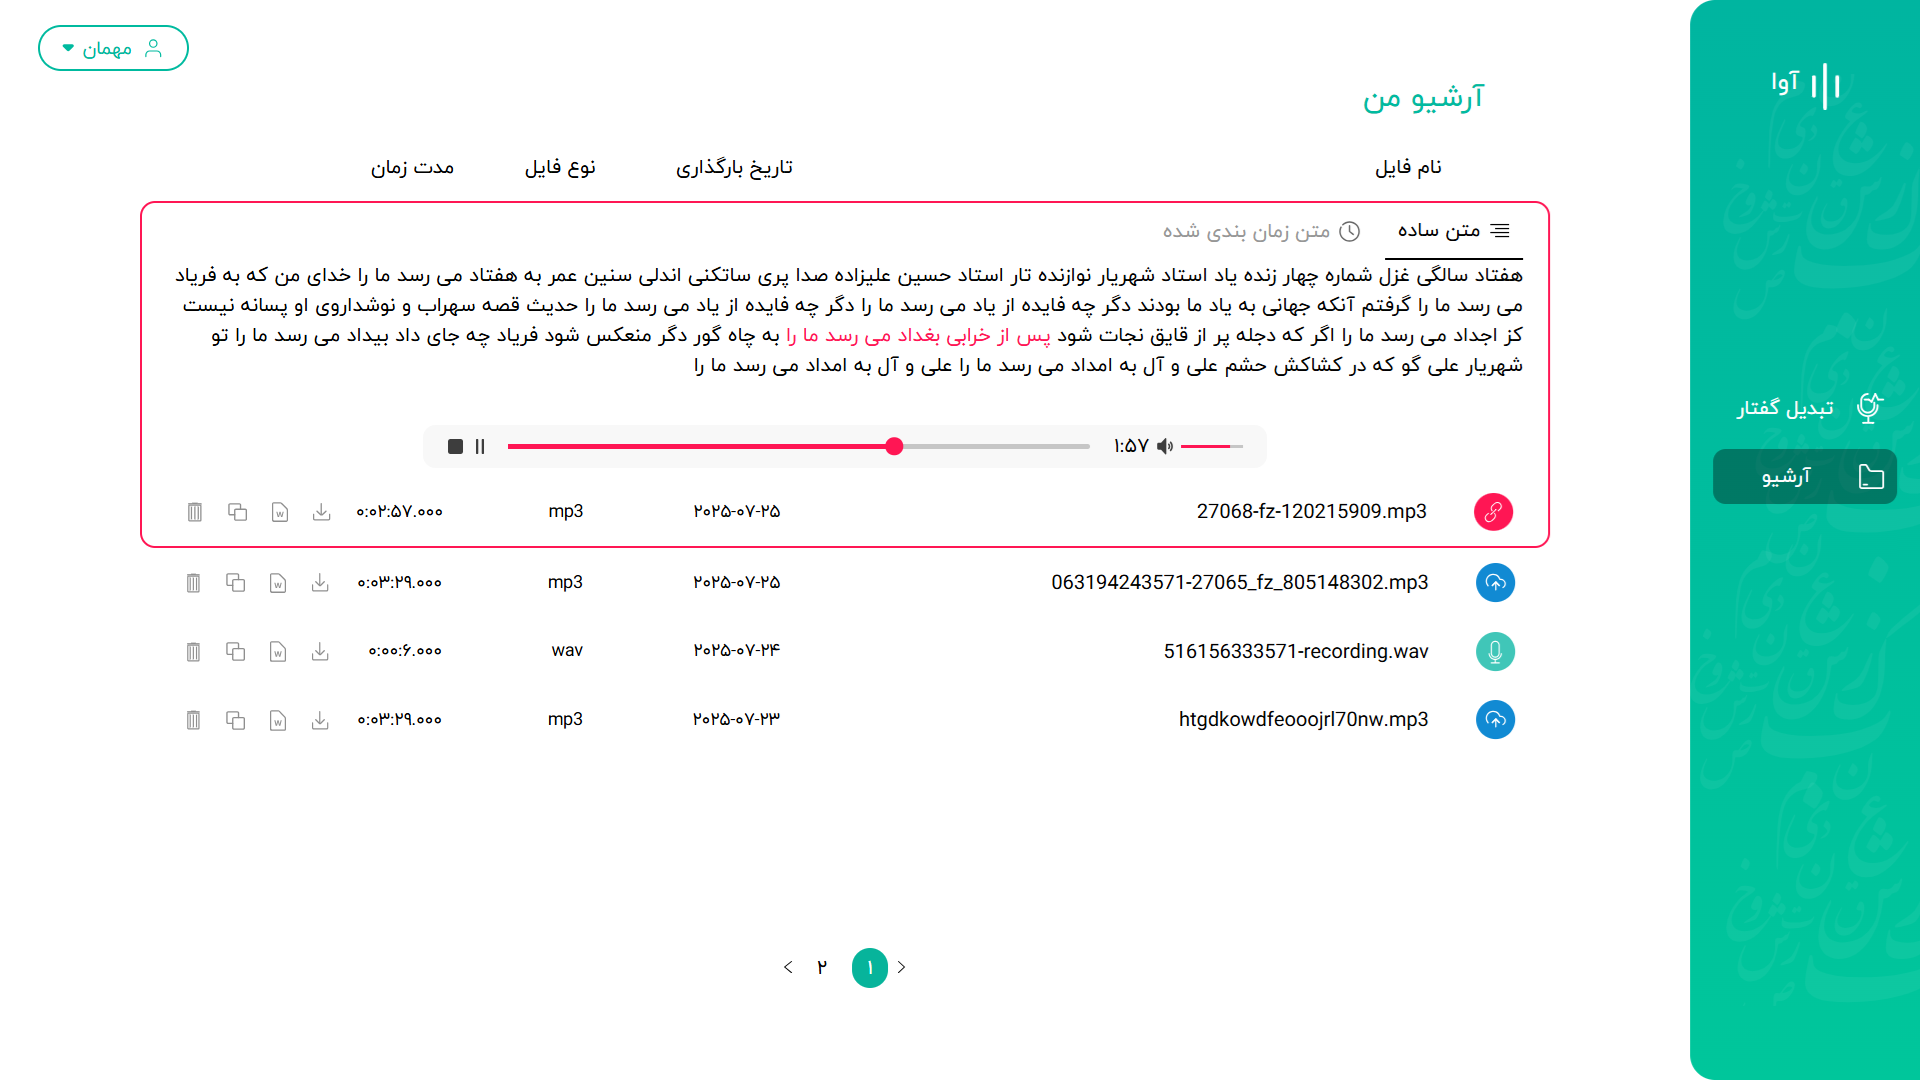 آوا
تبدیل گفتار
آرشیو
مهمان
آرشیو من
نام فایل تاریخ بارگذاری نوع فایل مدت زمان
متن ساده متن زمان بندی شده
هفتاد سالگی غزل شماره چهار زنده یاد استاد شهریار نوازنده تار استاد حسین علیزاده صدا پری ساتکنی اندلی سنین عمر به هفتاد می رسد ما را خدای من که به فریاد
می رسد ما را گرفتم آنکه جهانی به یاد ما بودند دگر چه فایده از یاد می رسد ما را دگر چه فایده از یاد می رسد ما را حدیث قصه سهراب و نوشداروی او پسانه نیست
کز اجداد می رسد ما را اگر که دجله پر از قایق نجات شود پس از خرابی بغداد می رسد ما را به چاه گور دگر منعکس شود فریاد چه جای داد بیداد می رسد ما را تو
شهریار علی گو که در کشاکش حشم علی و آل به امداد می رسد ما را علی و آل به امداد می رسد ما را
۱:۵۷
27068-fz-120215909.mp3 ۲۰۲۵-۰۷-۲۵ mp3 ۰:۰۲:۵۷.۰۰۰
063194243571-27065_fz_805148302.mp3 ۲۰۲۵-۰۷-۲۵ mp3 ۰:۰۳:۲۹.۰۰۰
516156333571-recording.wav ۲۰۲۵-۰۷-۲۴ wav ۰:۰۰:۶.۰۰۰
htgdkowdfeooojrl70nw.mp3 ۲۰۲۵-۰۷-۲۳ mp3 ۰:۰۳:۲۹.۰۰۰
۱ ۲